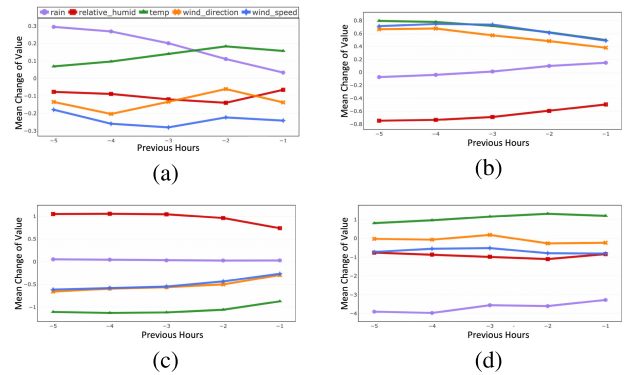 rain relative_humid temp wind_direction wind_speed
Mean Change of Value
0.3
0.2
0.1
0
−0.1
−0.2
−0.3
−5 −4 −3 −2 −1
Previous Hours
(a)
Mean Change of Value
0.8
0.6
0.4
0.2
0
−0.2
−0.4
−0.6
−0.8
−5 −4 −3 −2 −1
Previous Hours
(b)
Mean Change of Value
1
0.5
0
−0.5
−1
−5 −4 −3 −2 −1
Previous Hours
(c)
Mean Change of Value
1
0
−1
−2
−3
−4
−5 −4 −3 −2 −1
Previous Hours
(d)